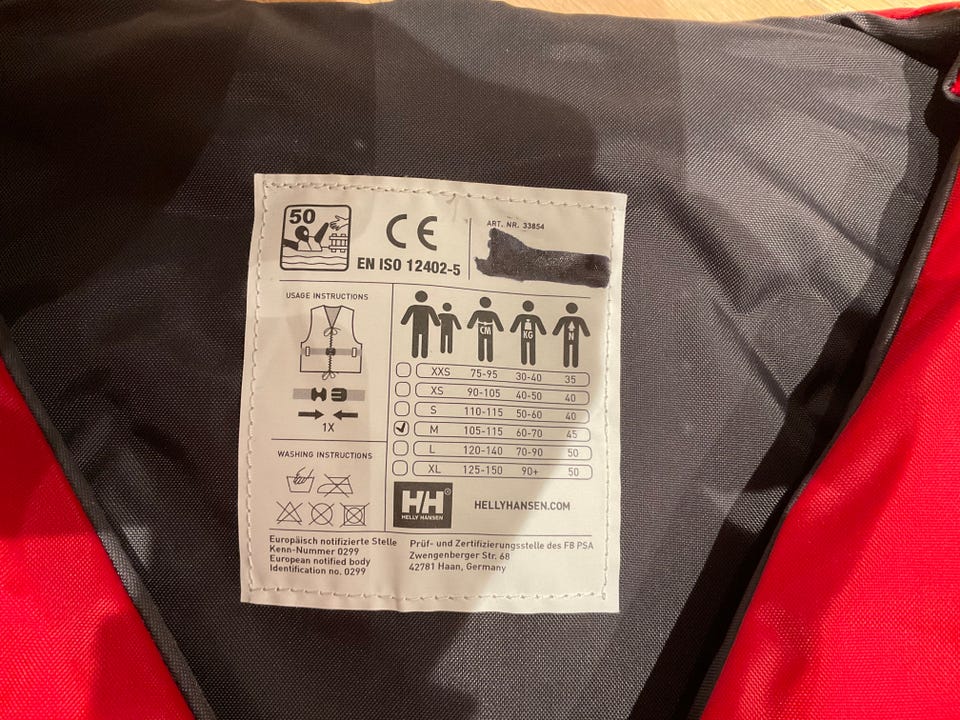 50
CE
EN ISO 12402-5
ART. NR. 33854
USAGE INSTRUCTIONS
1X
CM KG N
XXS 75-95 30-40 35
XS 90-105 40-50 40
S 110-115 50-60 40
M 105-115 60-70 45
L 120-140 70-90 50
XL 125-150 90+ 50
WASHING INSTRUCTIONS
HH®
HELLY HANSEN
HELLYHANSEN.COM
Europäisch notifizierte Stelle
Kenn-Nummer 0299
European notified body
Identification no. 0299
Prüf- und Zertifizierungsstelle des FB PSA
Zwengenberger Str. 68
42781 Haan, Germany